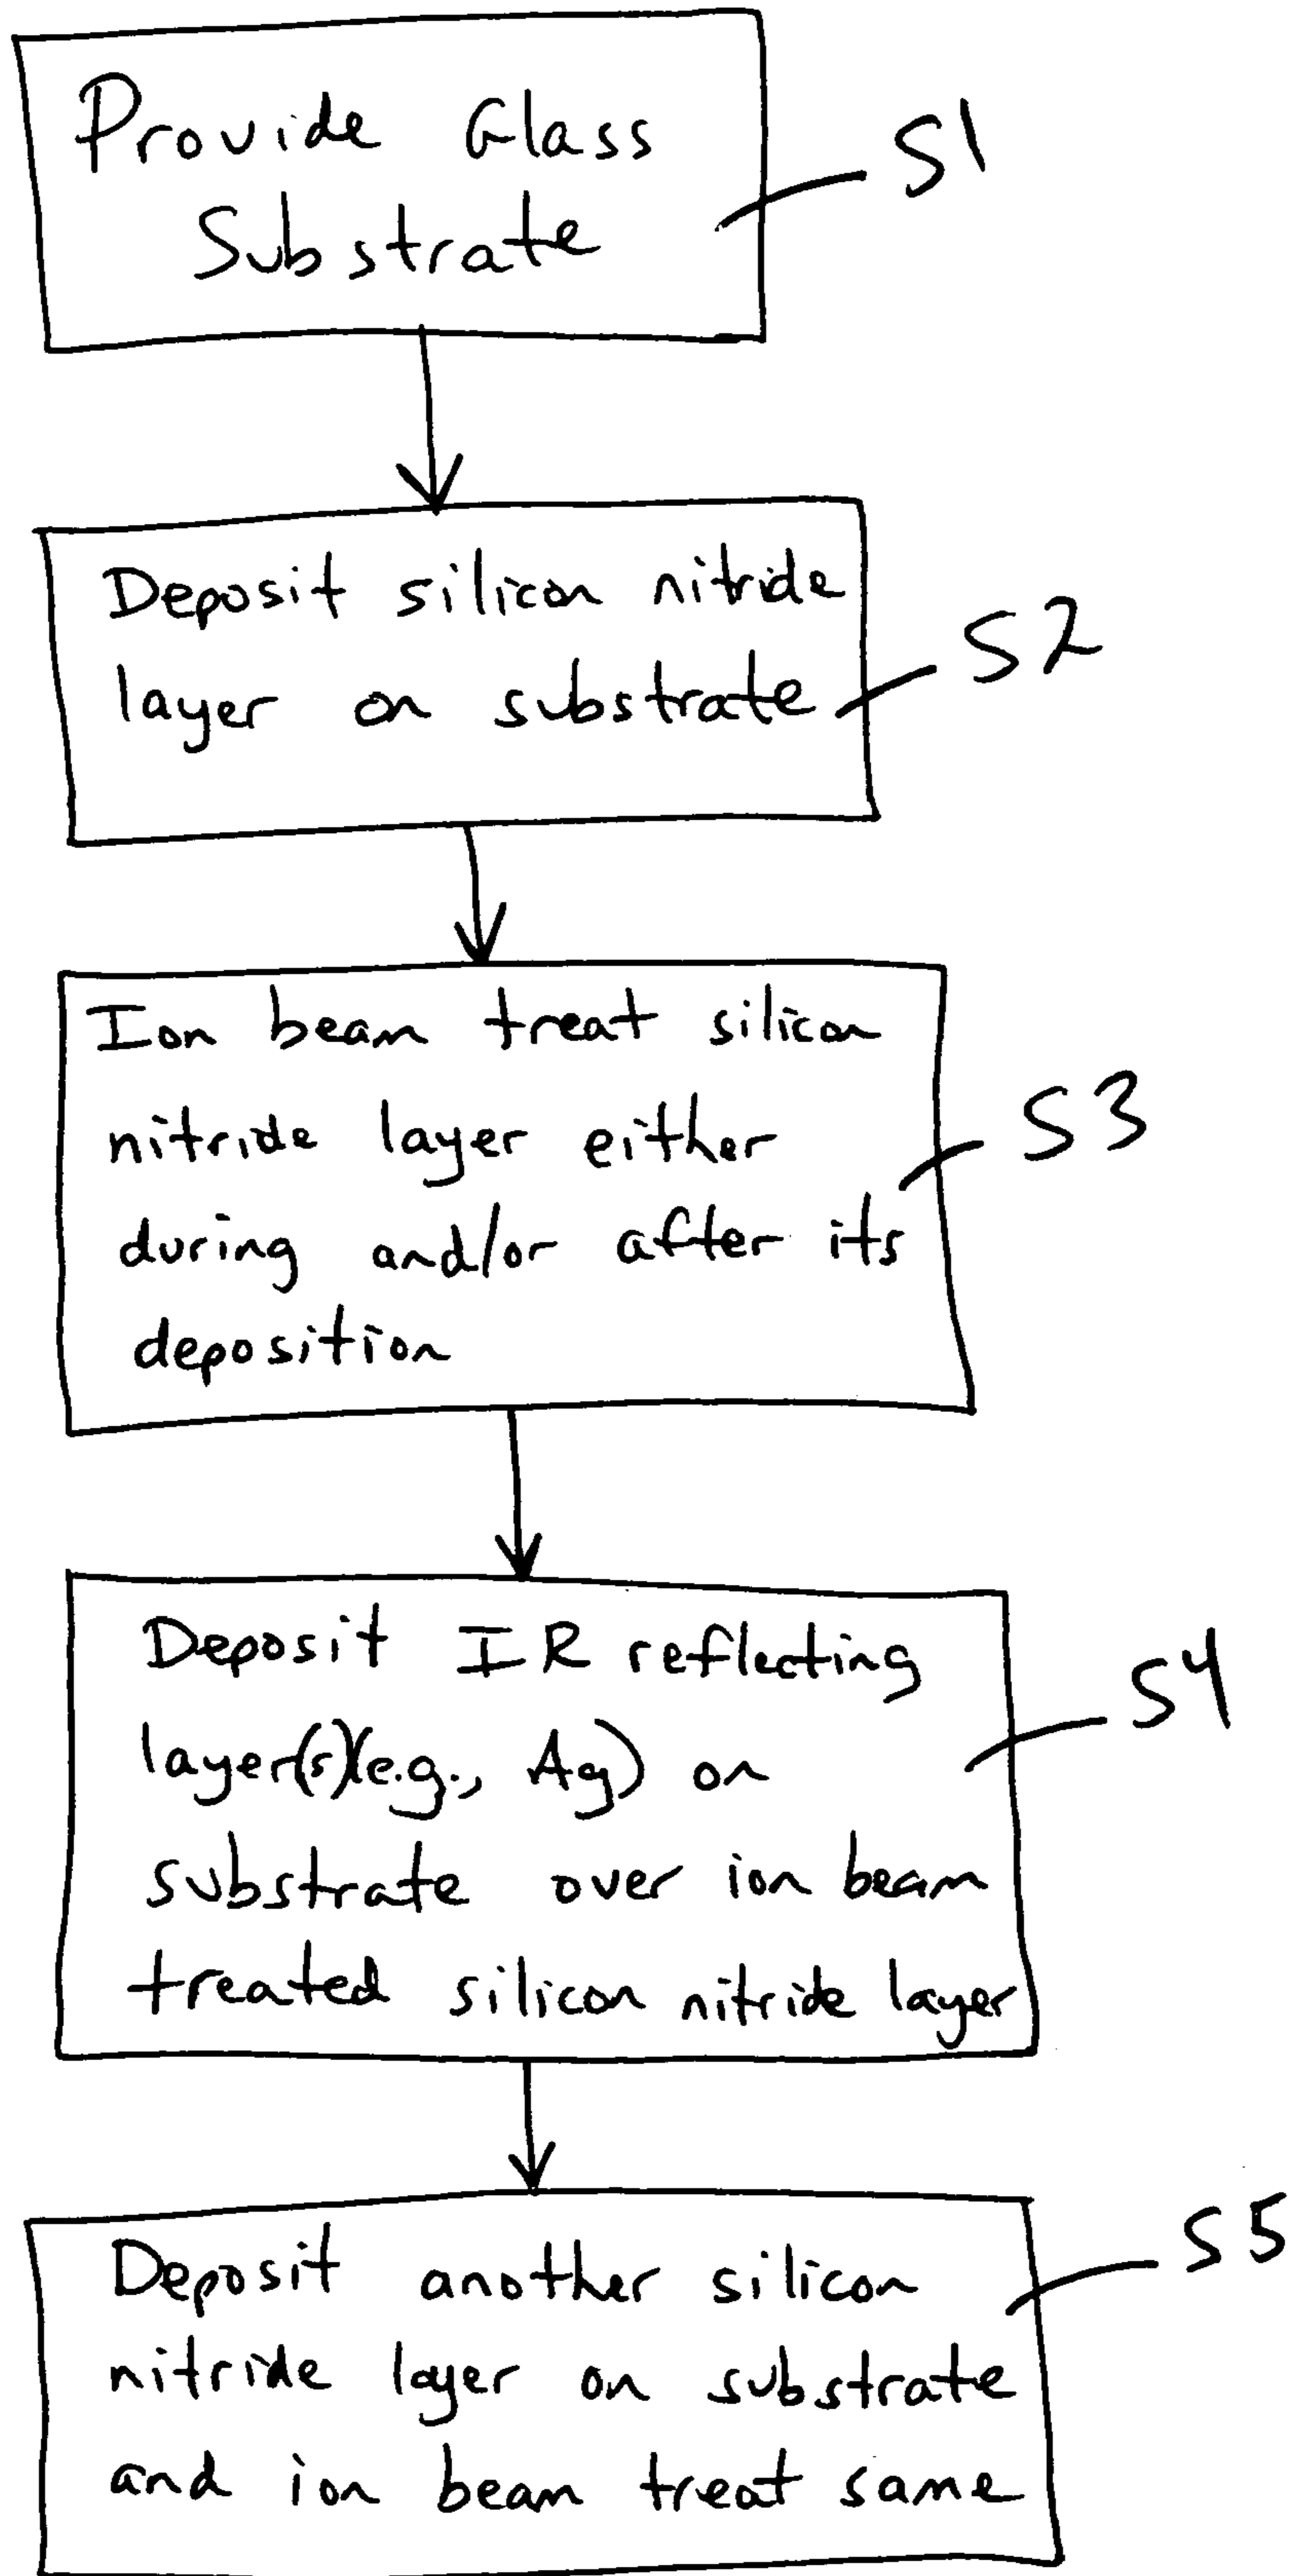 Provide Glass
Substrate
S1
Deposit silicon nitride
layer on substrate
S2
Ion beam treat silicon
nitride layer either
during and/or after its
deposition
S3
Deposit IR reflecting
layer(s)(e.g., Ag) on
substrate over ion beam
treated silicon nitride layer
S4
Deposit another silicon
nitride layer on substrate
and ion beam treat same
S5